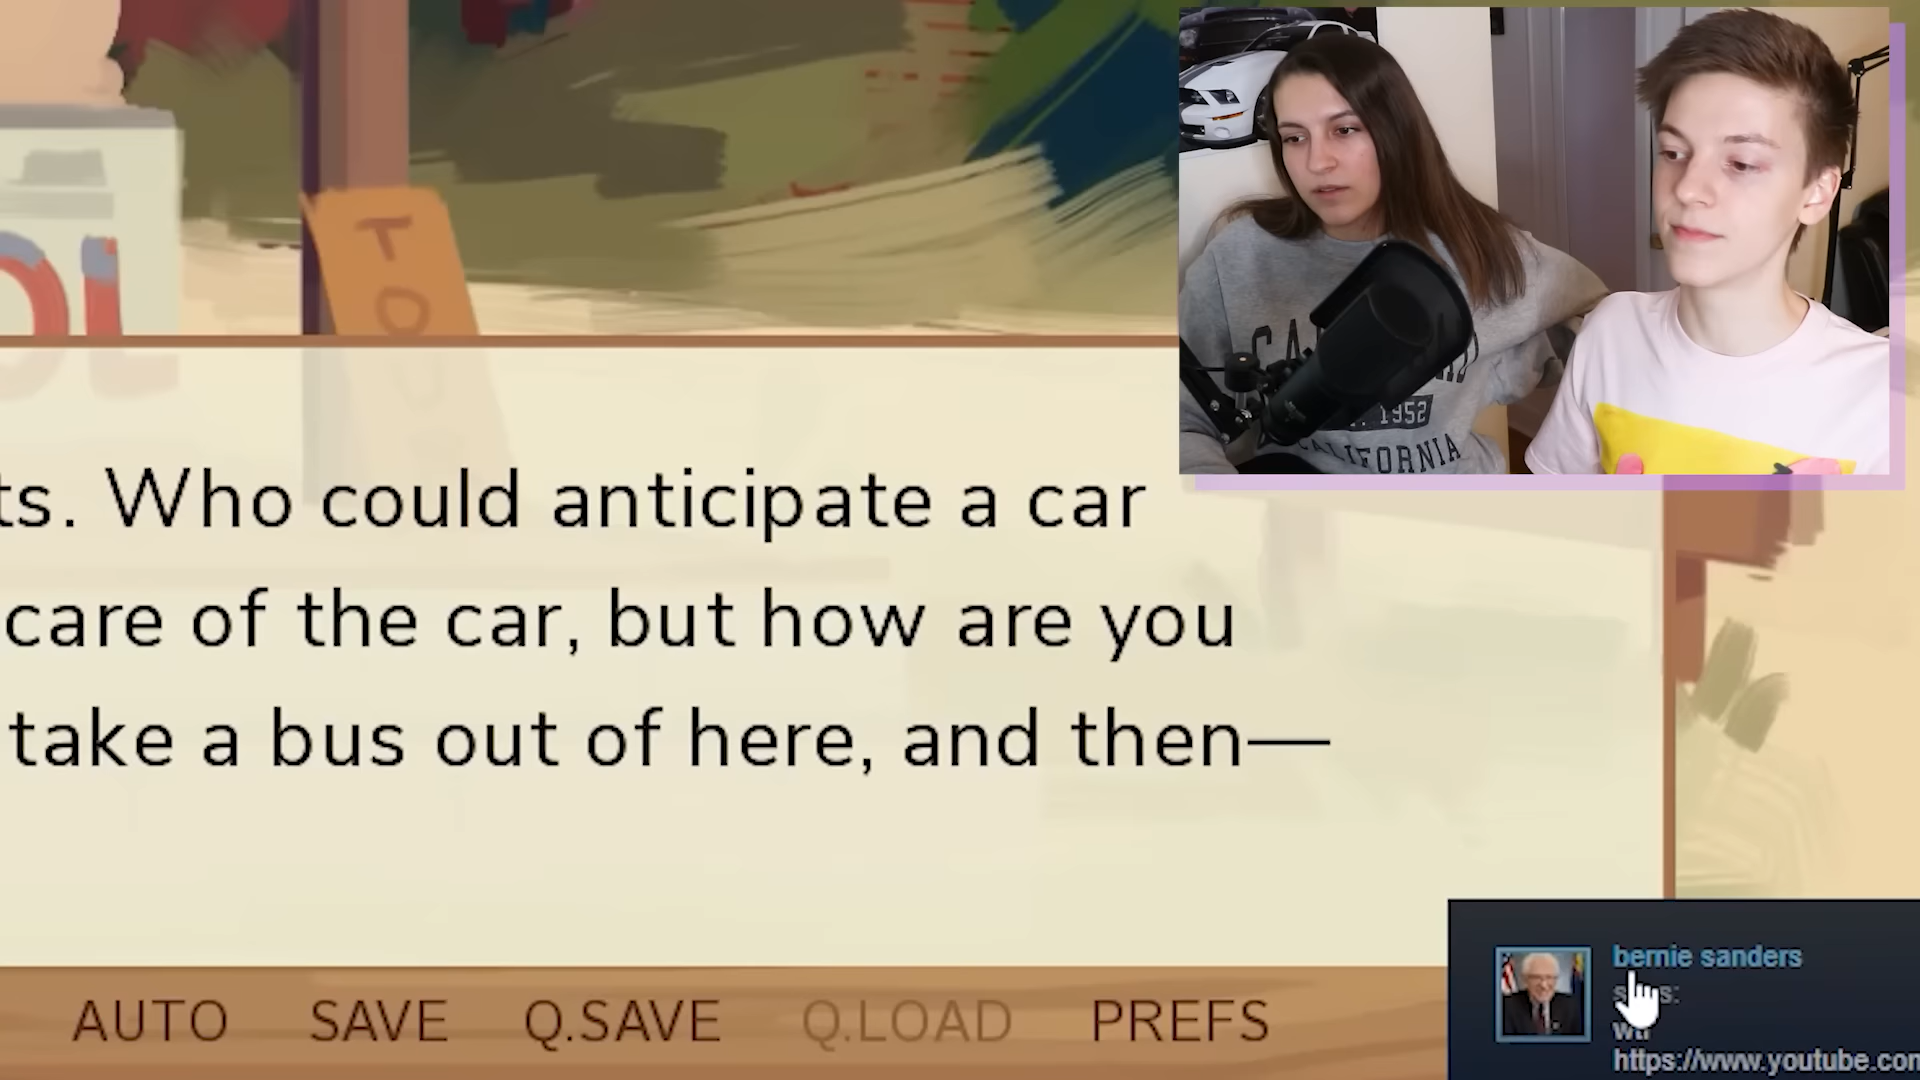 TO
ts. Who could anticipate a car
care of the car, but how are you
take a bus out of here, and then—
1952
CALIFORNIA
AUTO SAVE Q.SAVE Q.LOAD PREFS
bernie sanders
https://www.youtube.com